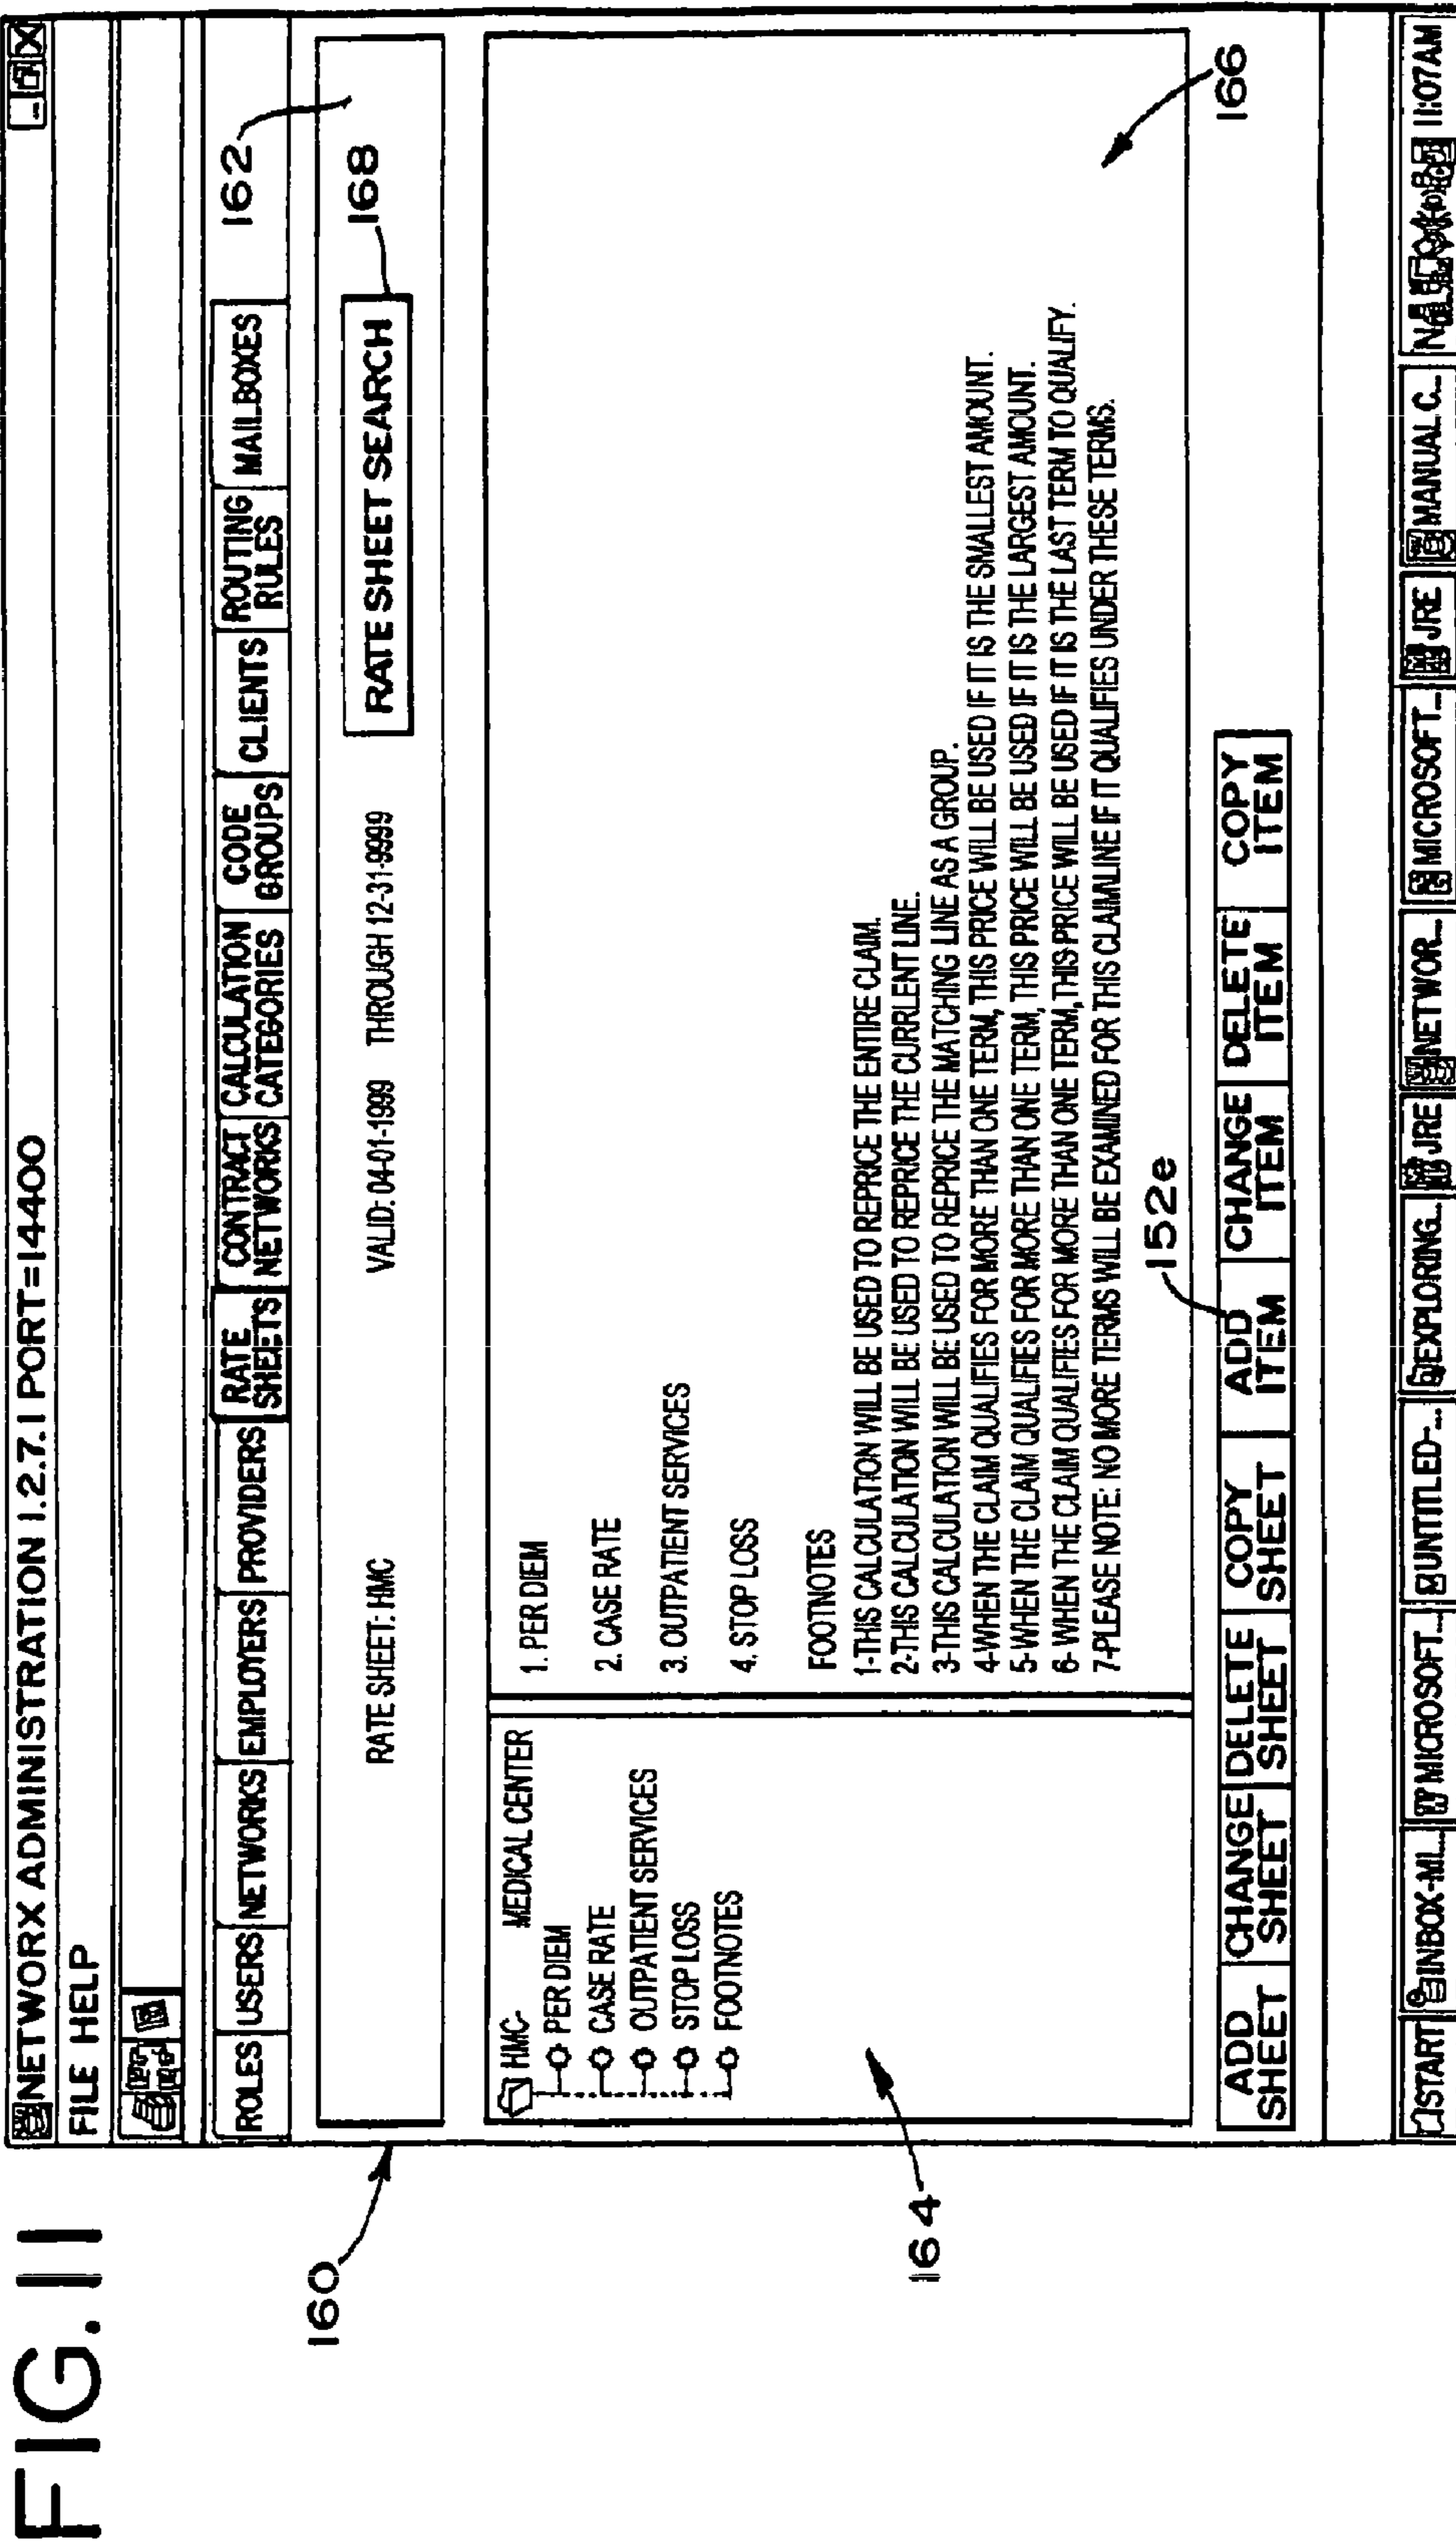 FIG. 11
NETWORX ADMINISTRATION 1.2.7.1 PORT=14400
FILE HELP
ROLES USERS NETWORKS EMPLOYERS PROVIDERS RATE SHEETS CONTRACT NETWORKS CALCULATION CATEGORIES CODE GROUPS CLIENTS ROUTING RULES MAILBOXES
162
160
RATE SHEET: HMC VALID: 04-01-1999 THROUGH 12-31-9999 RATE SHEET SEARCH
168
HMC- MEDICAL CENTER
PER DIEM
CASE RATE
OUTPATIENT SERVICES
STOP LOSS
FOOTNOTES
164
1. PER DIEM
2. CASE RATE
3. OUTPATIENT SERVICES
4. STOP LOSS
FOOTNOTES
1-THIS CALCULATION WILL BE USED TO REPRICE THE ENTIRE CLAIM.
2-THIS CALCULATION WILL BE USED TO REPRICE THE CURRLENT LINE.
3-THIS CALCULATION WILL BE USED TO REPRICE THE MATCHING LINE AS A GROUP.
4-WHEN THE CLAIM QUALIFIES FOR MORE THAN ONE TERM, THIS PRICE WILL BE USED IF IT IS THE SMALLEST AMOUNT.
5-WHEN THE CLAIM QUALIFIES FOR MORE THAN ONE TERM, THIS PRICE WILL BE USED IF IT IS THE LARGEST AMOUNT.
6- WHEN THE CLAIM QUALIFIES FOR MORE THAN ONE TERM, THIS PRICE WILL BE USED IF IT IS THE LAST TERM TO QUALIFY.
7-PLEASE NOTE: NO MORE TERMS WILL BE EXAMINED FOR THIS CLAIMLINE IF IT QUALIFIES UNDER THESE TERMS.
166
152e
ADD SHEET CHANGE SHEET DELETE SHEET COPY SHEET ADD ITEM CHANGE ITEM DELETE ITEM COPY ITEM
START INBOX-MI... MICROSOFT... UNTITLED-... EXPLORING... JRE NETWOR... MICROSOFT... JRE MANUAL C... 11:07AM